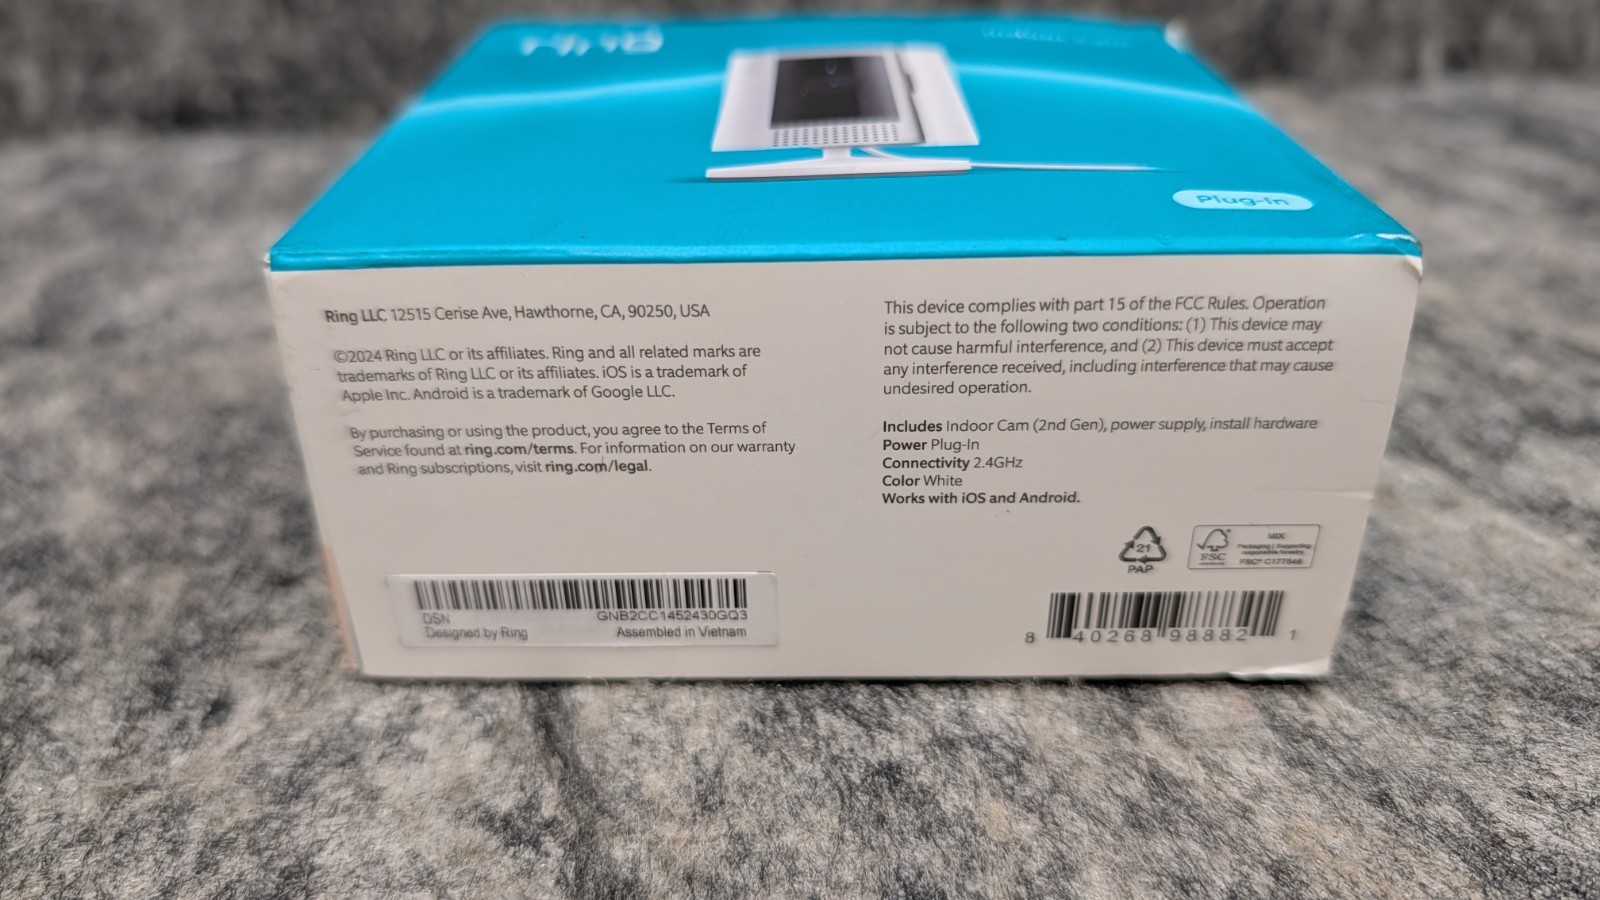 Plug-In
Ring LLC 12515 Cerise Ave, Hawthorne, CA, 90250, USA
©2024 Ring LLC or its affiliates. Ring and all related marks are
trademarks of Ring LLC or its affiliates. iOS is a trademark of
Apple Inc. Android is a trademark of Google LLC.
By purchasing or using the product, you agree to the Terms of
Service found at ring.com/terms. For information on our warranty
and Ring subscriptions, visit ring.com/legal.
DSN GNB2CC1452430GQ3
Designed by Ring Assembled in Vietnam
This device complies with part 15 of the FCC Rules. Operation
is subject to the following two conditions: (1) This device may
not cause harmful interference, and (2) This device must accept
any interference received, including interference that may cause
undesired operation.
Includes Indoor Cam (2nd Gen), power supply, install hardware
Power Plug-In
Connectivity 2.4GHz
Color White
Works with iOS and Android.
21
PAP
FSC
MIX
Packaging | Supporting
responsible forestry
FSC® C177546
8 40268 98882 1